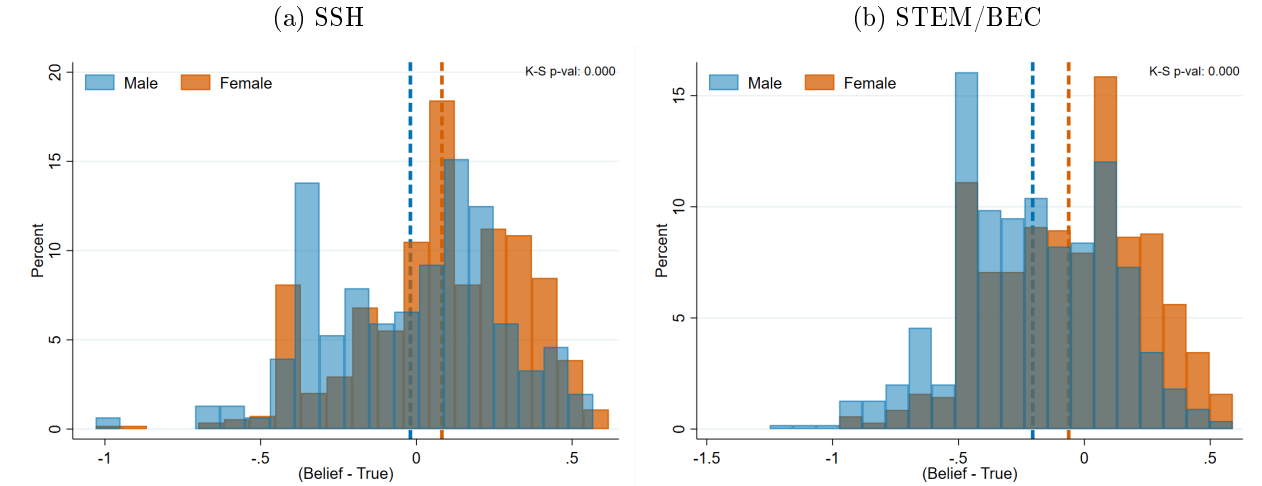 (a) SSH
Male
Female
K-S p-val: 0.000
20
15
10
5
0
Percent
-1
-.5
0
.5
(Belief - True)
(b) STEM/BEC
Male
Female
K-S p-val: 0.000
15
10
5
0
Percent
-1.5
-1
-.5
0
.5
(Belief - True)